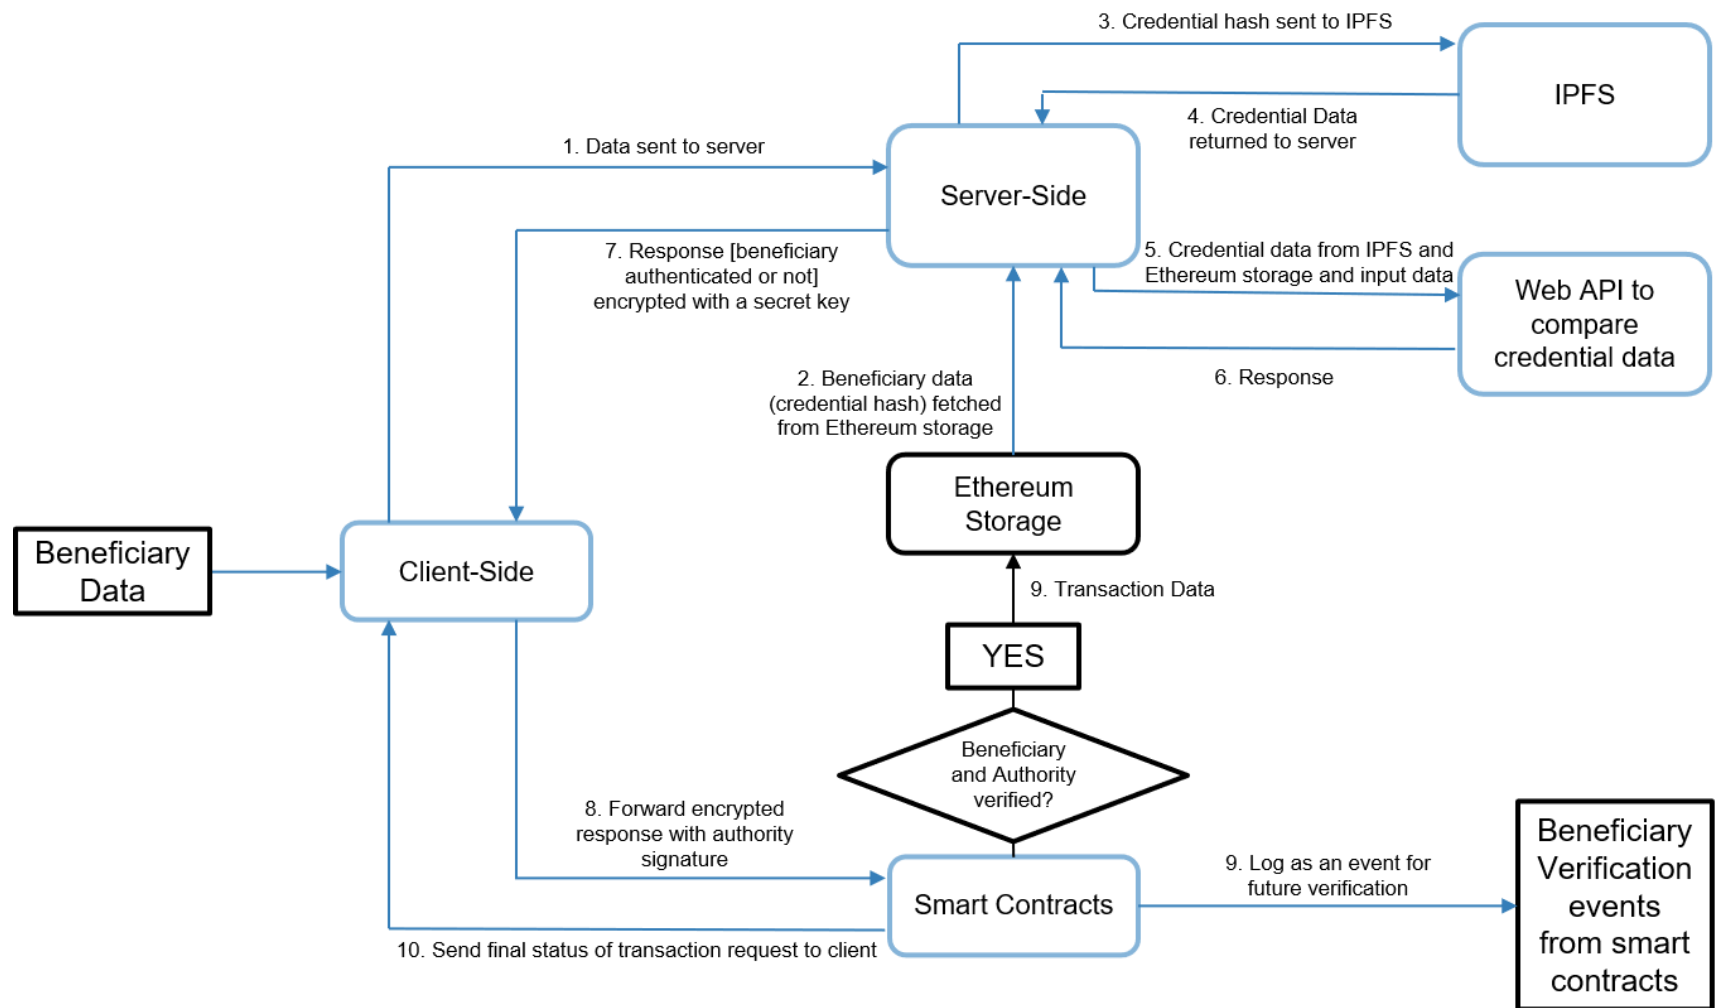 3. Credential hash sent to IPFS
IPFS
4. Credential Data
returned to server
1. Data sent to server
Server-Side
7. Response [beneficiary
authenticated or not]
encrypted with a secret key
5. Credential data from IPFS and
Ethereum storage and input data
Web API to
compare
credential data
6. Response
2. Beneficiary data
(credential hash) fetched
from Ethereum storage
Ethereum
Storage
Beneficiary
Data
Client-Side
9. Transaction Data
YES
Beneficiary
and Authority
verified?
8. Forward encrypted
response with authority
signature
Smart Contracts
9. Log as an event for
future verification
Beneficiary
Verification
events
from smart
contracts
10. Send final status of transaction request to client